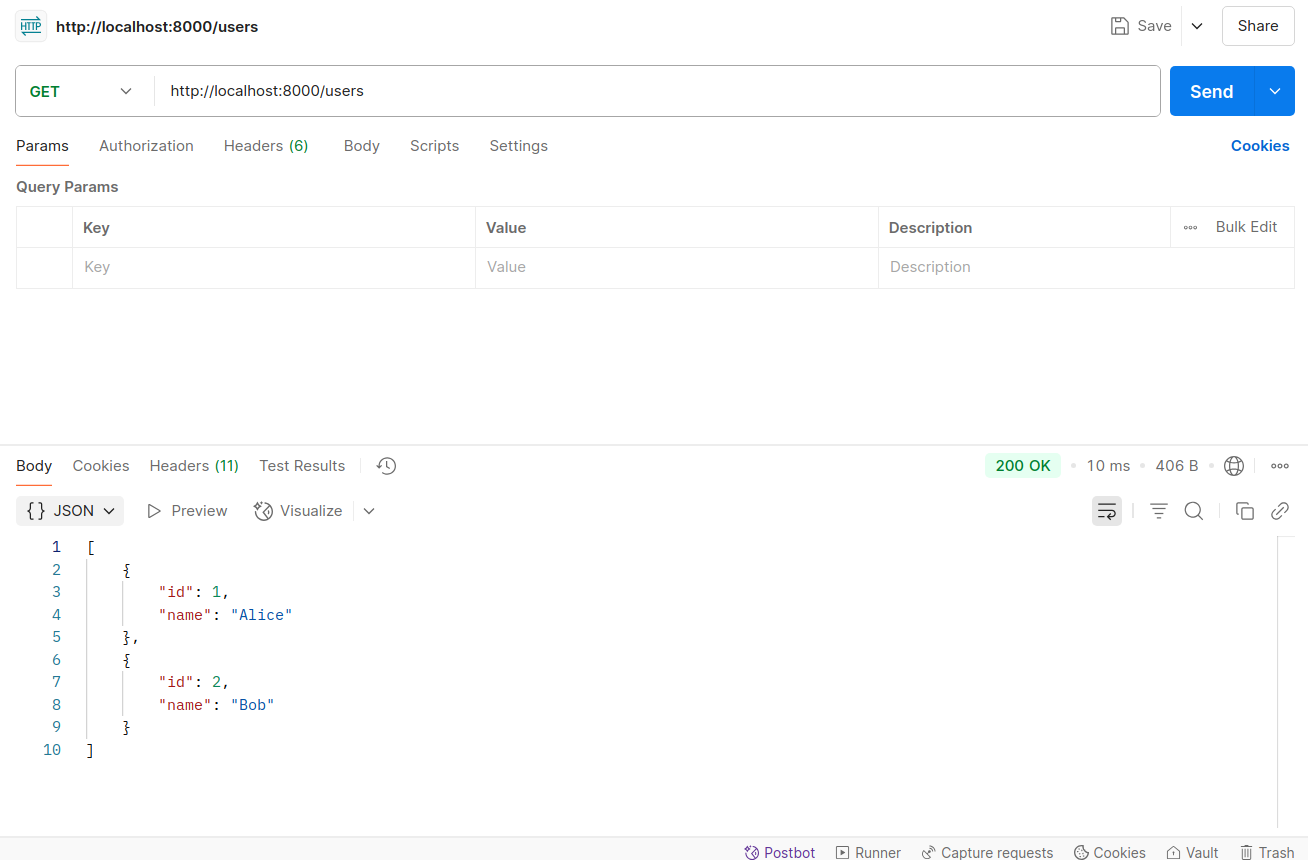 HTTP http://localhost:8000/users Save Share
GET http://localhost:8000/users Send
Params Authorization Headers (6) Body Scripts Settings Cookies
Query Params
Key Value Description Bulk Edit
Key Value Description
Body Cookies Headers (11) Test Results 200 OK 10 ms 406 B
{} JSON Preview Visualize
1 [
2 {
3 "id": 1,
4 "name": "Alice"
5 },
6 {
7 "id": 2,
8 "name": "Bob"
9 }
10 ]
Postbot Runner Capture requests Cookies Vault Trash